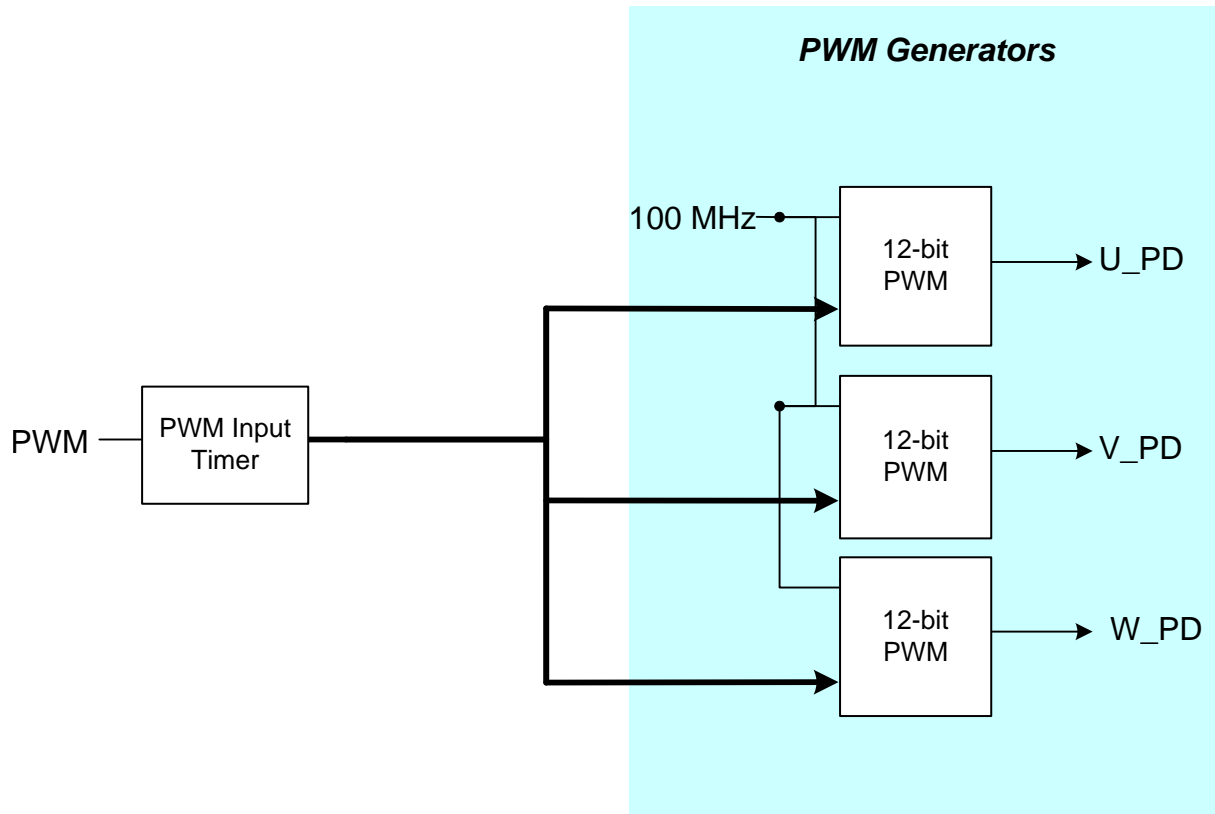 PWM Generators
100 MHz
12-bit
PWM
U_PD
PWM
PWM Input
Timer
12-bit
PWM
V_PD
12-bit
PWM
W_PD